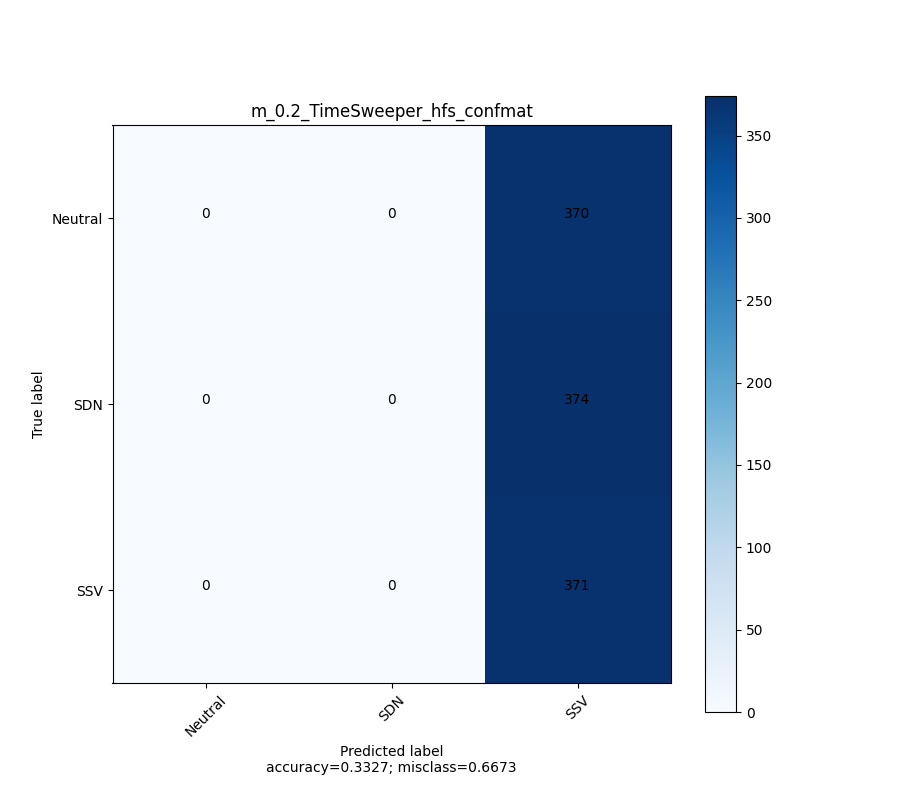 m_0.2_TimeSweeper_hfs_confmat
Neutral
SDN
SSV
True label
0 0 370
0 0 374
0 0 371
Neutral SDN SSV
Predicted label
accuracy=0.3327; misclass=0.6673
350
300
250
200
150
100
50
0